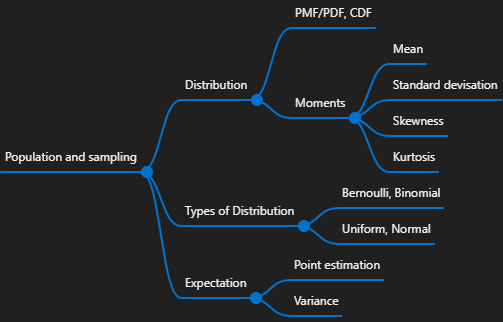 PMF/PDF, CDF
Mean
Distribution
Standard devisation
Moments
Skewness
Population and sampling
Kurtosis
Bernoulli, Binomial
Types of Distribution
Uniform, Normal
Point estimation
Expectation
Variance